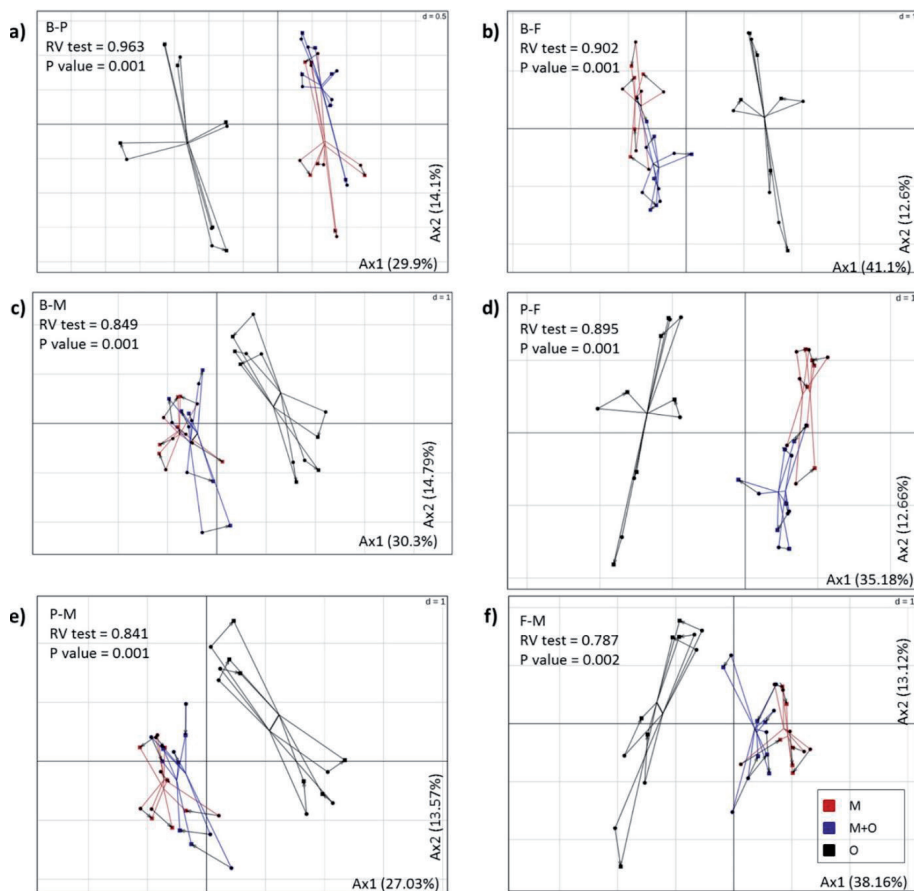 a)
B-P
RV test = 0.963
P value = 0.001
d = 0.5
Ax2 (14.1%)
Ax1 (29.9%)
b)
B-F
RV test = 0.902
P value = 0.001
Ax2 (12.6%)
Ax1 (41.1%)
c)
B-M
RV test = 0.849
P value = 0.001
d = 1
Ax2 (14.79%)
Ax1 (30.3%)
d)
P-F
RV test = 0.895
P value = 0.001
d = 1
Ax2 (12.66%)
Ax1 (35.18%)
e)
P-M
RV test = 0.841
P value = 0.001
d = 1
Ax2 (13.57%)
Ax1 (27.03%)
f)
F-M
RV test = 0.787
P value = 0.002
d = 1
Ax2 (13.12%)
M
M+O
O
Ax1 (38.16%)